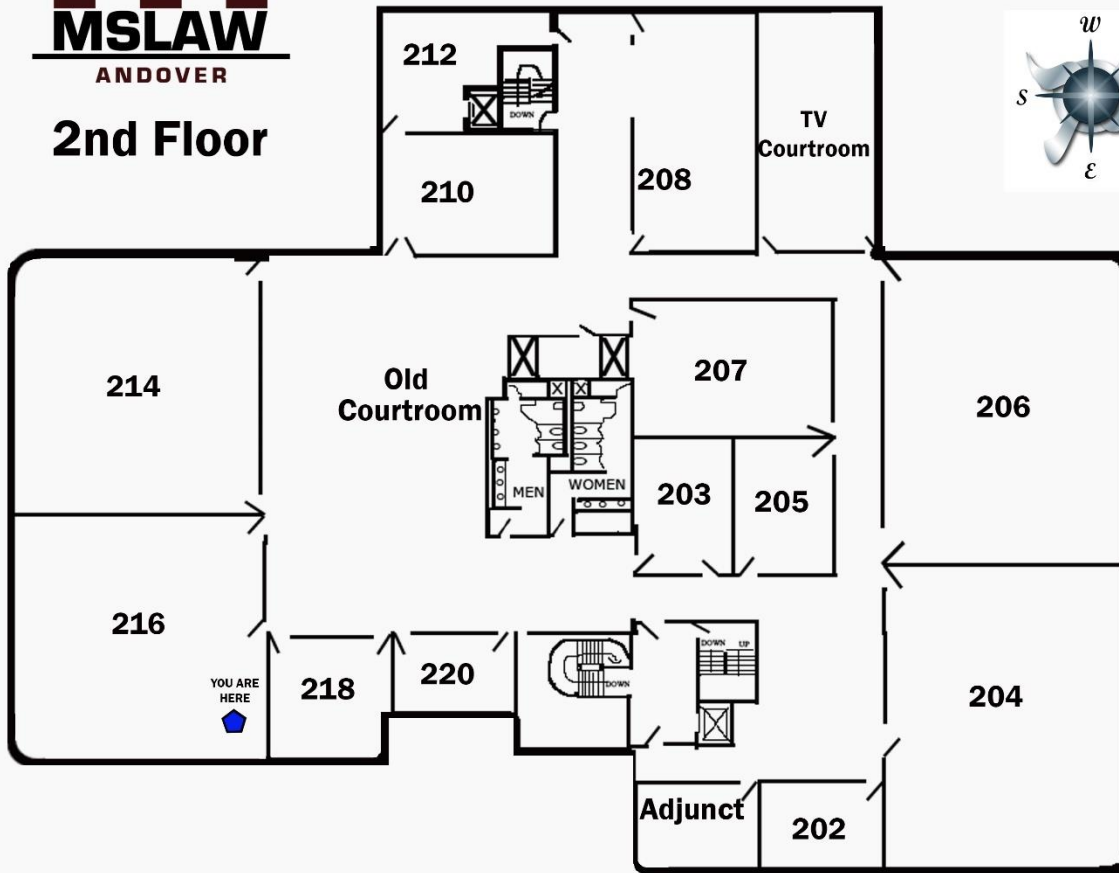 MSLAW
ANDOVER
2nd Floor
212
DOWN
210
208
TV
Courtroom
W
S
E
214
Old
Courtroom
207
206
MEN
WOMEN
203
205
216
YOU ARE
HERE
218
220
DOWN
DOWN UP
204
Adjunct
202